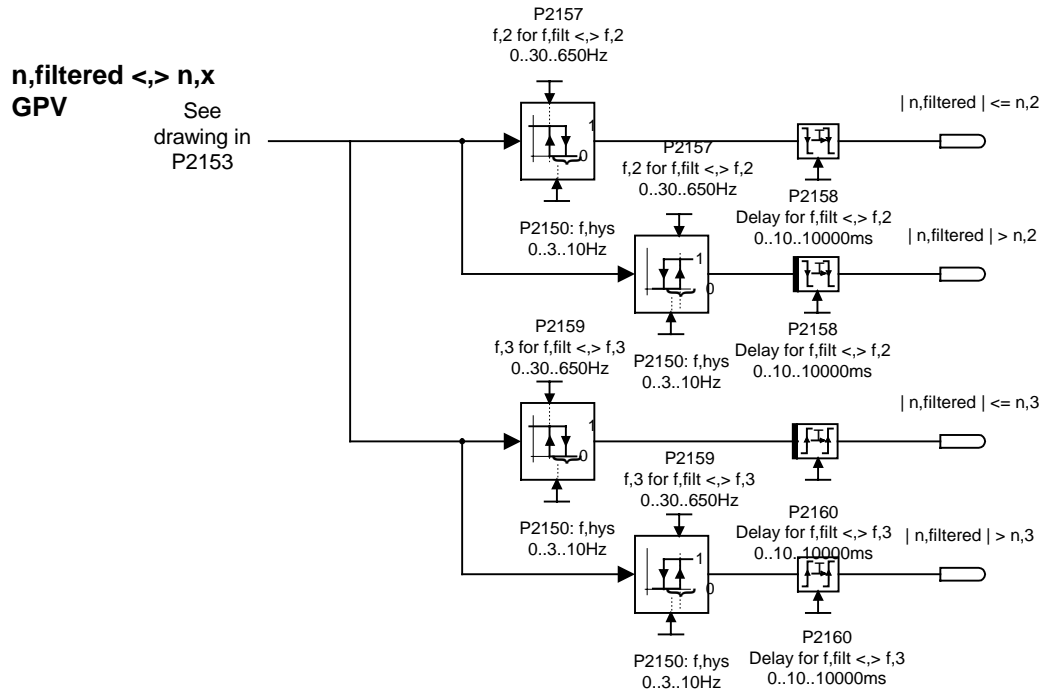 P2157
f,2 for f,filt <,> f,2
0..30..650Hz
n,filtered <,> n,x
GPV
See
drawing in
P2153
| n,filtered | <= n,2
1
0
P2157
f,2 for f,filt <,> f,2
0..30..650Hz
T
P2150: f,hys
0..3..10Hz
P2158
Delay for f,filt <,> f,2
0..10..10000ms
| n,filtered | > n,2
1
0
T
P2159
f,3 for f,filt <,> f,3
0..30..650Hz
P2150: f,hys
0..3..10Hz
P2158
Delay for f,filt <,> f,2
0..10..10000ms
| n,filtered | <= n,3
1
0
P2159
f,3 for f,filt <,> f,3
0..30..650Hz
T
P2150: f,hys
0..3..10Hz
P2160
Delay for f,filt <,> f,3
0..10..10000ms
| n,filtered | > n,3
1
0
T
P2150: f,hys
0..3..10Hz
P2160
Delay for f,filt <,> f,3
0..10..10000ms